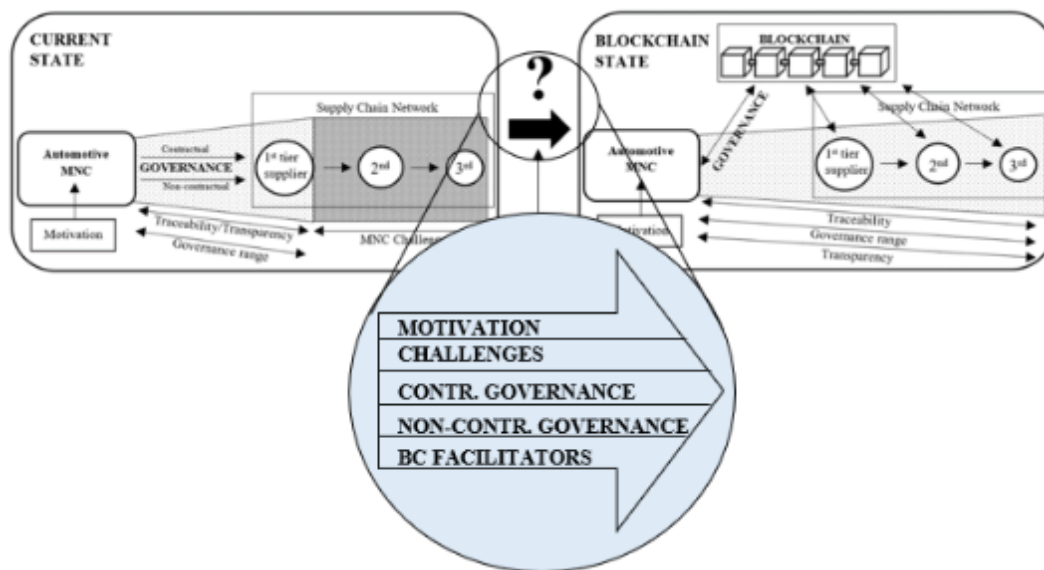 CURRENT
STATE
Supply Chain Network
Automotive
MNC
Contractual
GOVERNANCE
Non-contractual
1st tier
supplier
2nd
3rd
Motivation
Traceability/Transparency
Governance range
MNC Challen
?
BLOCKCHAIN
STATE
BLOCKCHAIN
Supply Chain Network
Automotive
MNC
GOVERNANCE
1st tier
supplier
2nd
3rd
tivation
Traceability
Governance range
Transparency
MOTIVATION
CHALLENGES
CONTR. GOVERNANCE
NON-CONTR. GOVERNANCE
BC FACILITATORS